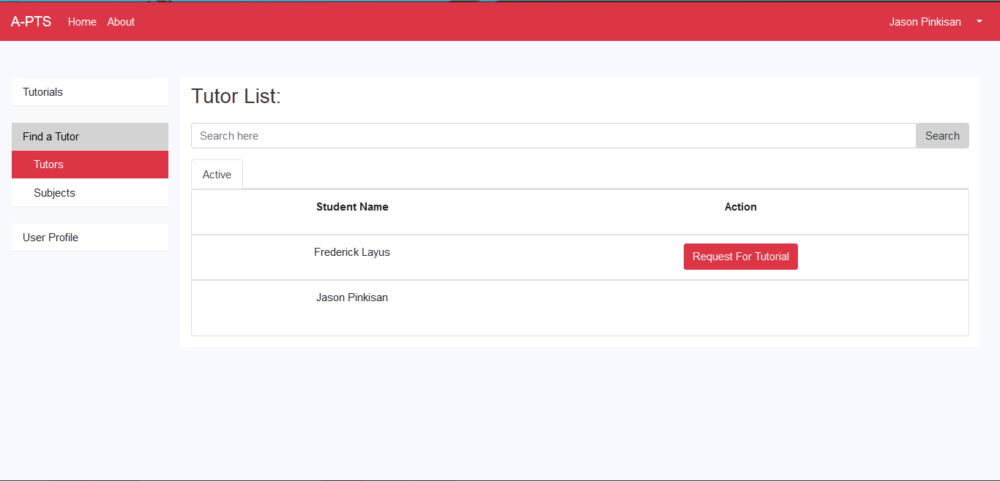 A-PTS Home About Jason Pinkisan
Tutorials
Find a Tutor
Tutors
Subjects
User Profile
Tutor List:
Search here Search
Active
Student Name Action
Frederick Layus Request For Tutorial
Jason Pinkisan